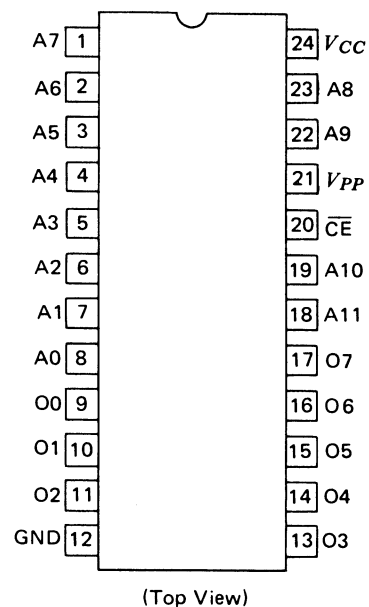 A7 1 24 VCC
A6 2 23 A8
A5 3 22 A9
A4 4 21 VPP
A3 5 20 C̅E̅
A2 6 19 A10
A1 7 18 A11
A0 8 17 O7
O0 9 16 O6
O1 10 15 O5
O2 11 14 O4
GND 12 13 O3
(Top View)